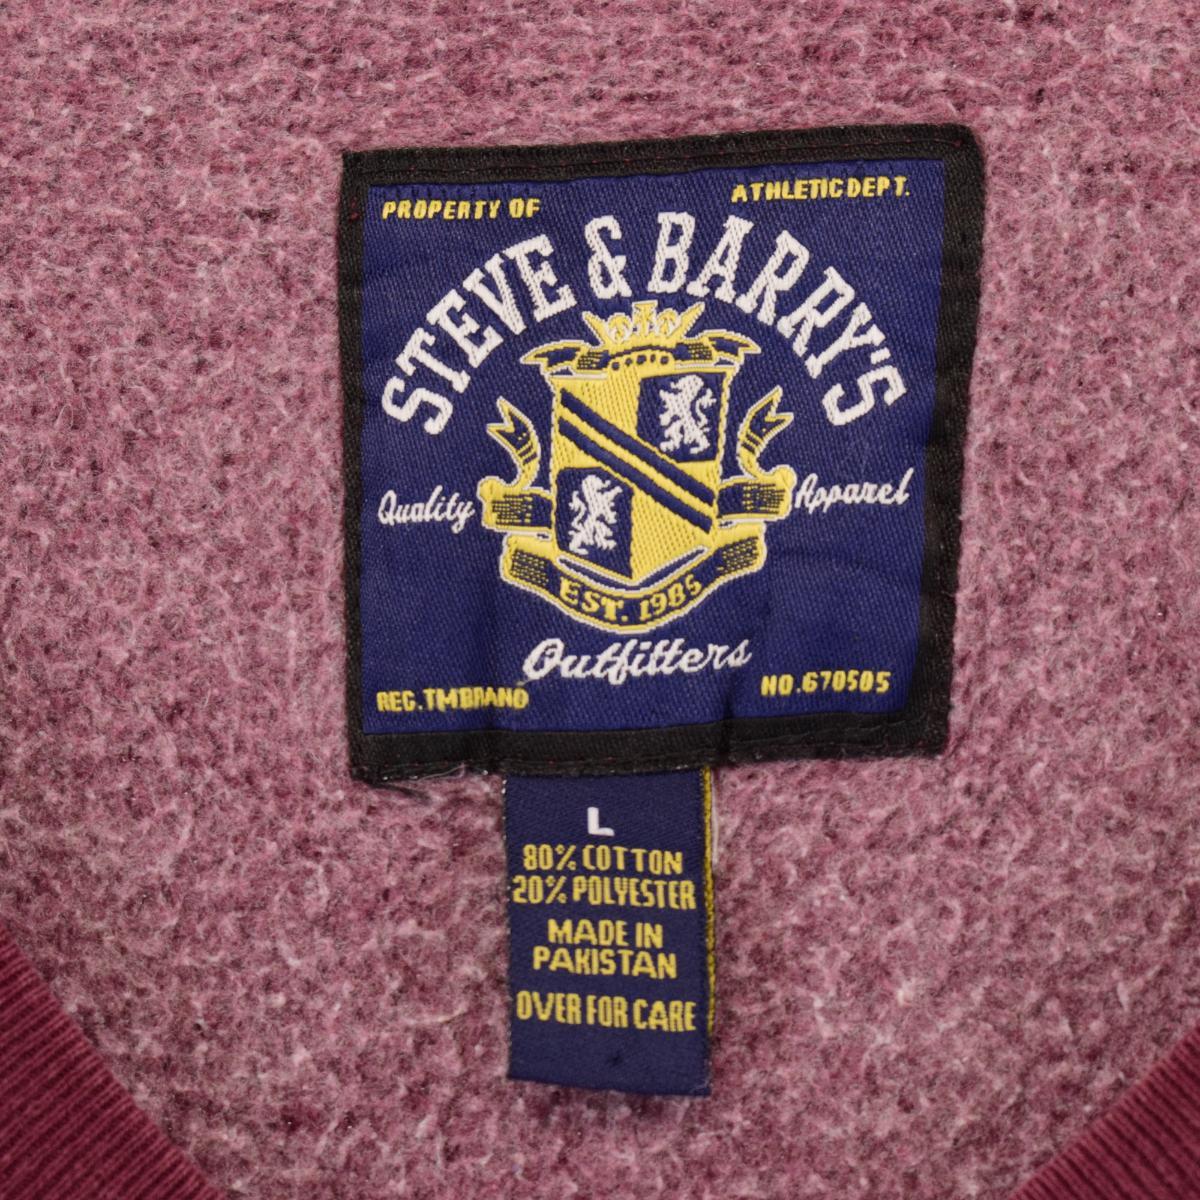 PROPERTY OF
ATHLETIC DEPT.
STEVE & BARRY'S
Quality
Apparel
EST. 1985
Outfitters
REG.TMBRAND
NO.670505
L
80% COTTON
20% POLYESTER
MADE IN
PAKISTAN
OVER FOR CARE